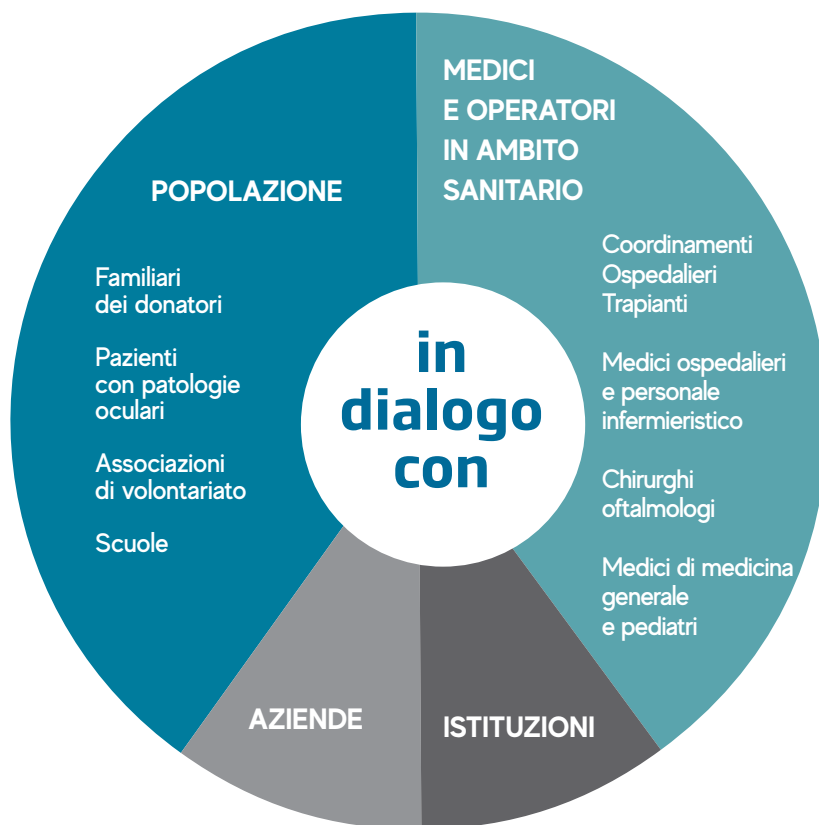 POPOLAZIONE
Familiari
dei donatori
Pazienti
con patologie
oculari
Associazioni
di volontariato
Scuole
MEDICI
E OPERATORI
IN AMBITO
SANITARIO
Coordinamenti
Ospedalieri
Trapianti
Medici ospedalieri
e personale
infermieristico
Chirurghi
oftalmologi
Medici di medicina
generale
e pediatri
in
dialogo
con
AZIENDE
ISTITUZIONI